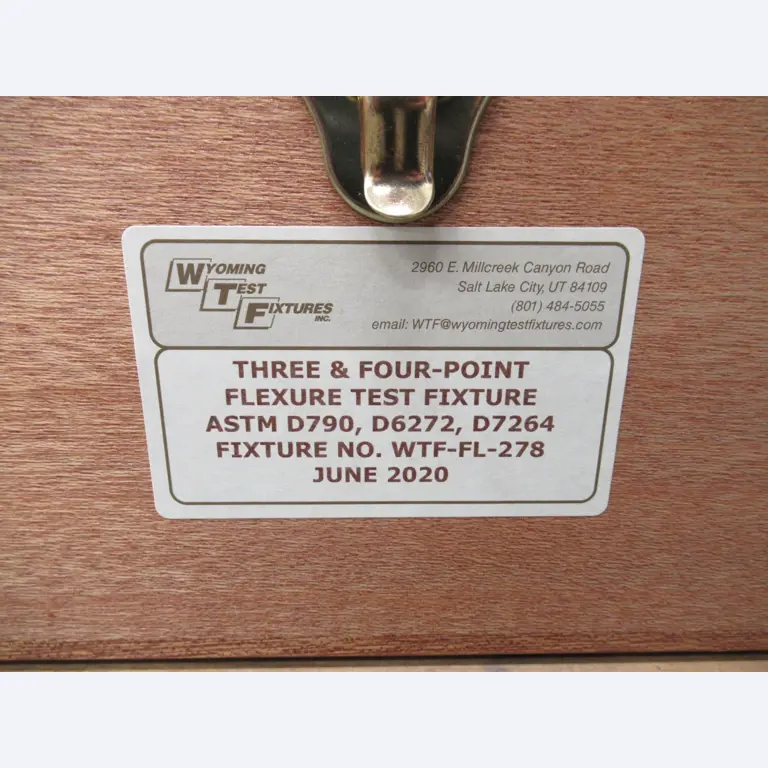 WYOMING
TEST
FIXTURES
INC.
2960 E. Millcreek Canyon Road
Salt Lake City, UT 84109
(801) 484-5055
email: WTF@wyomingtestfixtures.com
THREE & FOUR-POINT
FLEXURE TEST FIXTURE
ASTM D790, D6272, D7264
FIXTURE NO. WTF-FL-278
JUNE 2020